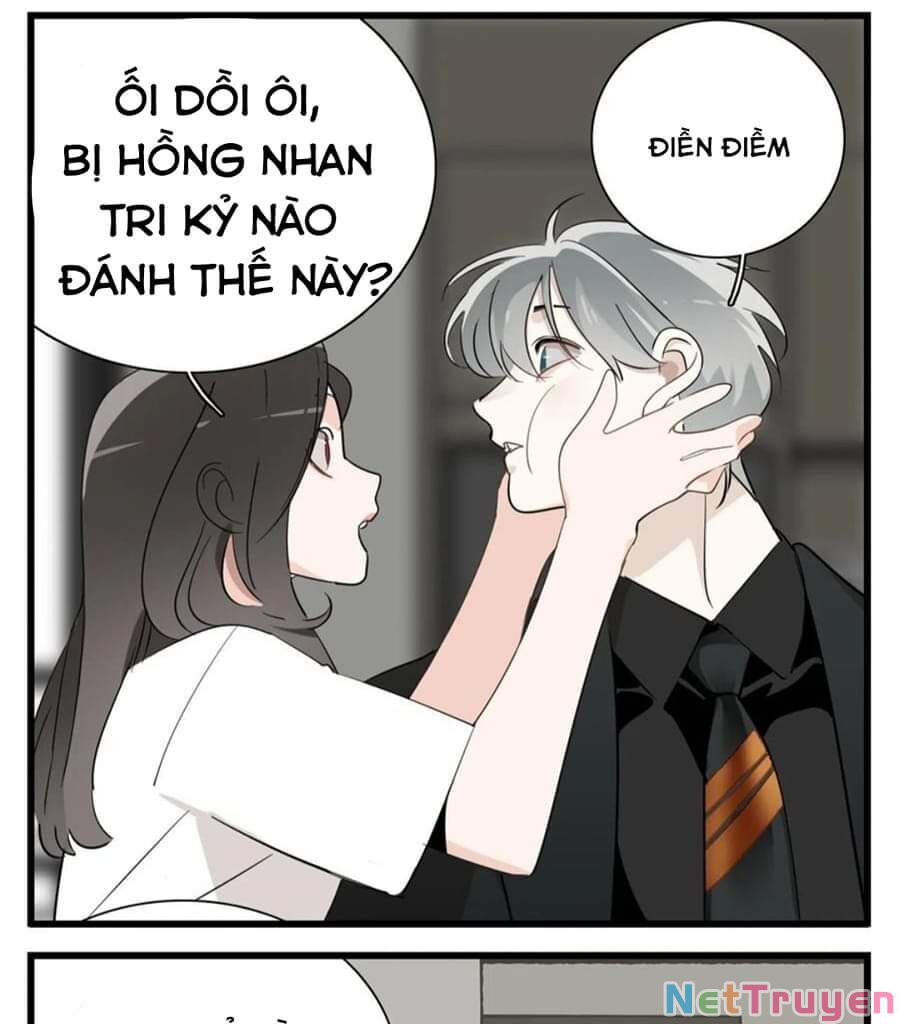 ỐI DỒI ÔI,
BỊ HỒNG NHAN
TRI KỶ NÀO
ĐÁNH THẾ NÀY?
ĐIỀN ĐIỀM
NetTruyen